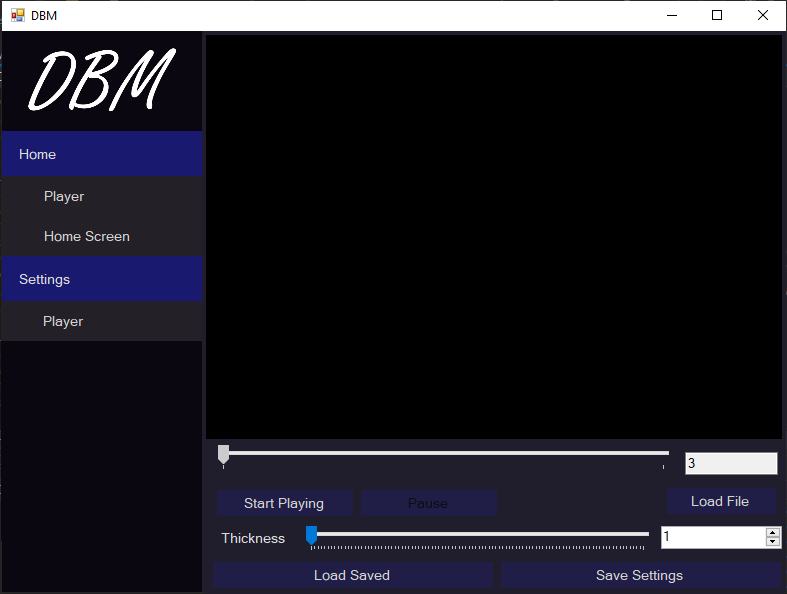 DBM
DBM
Home
Player
Home Screen
Settings
Player
3
Start Playing
Pause
Load File
Thickness
1
Load Saved
Save Settings